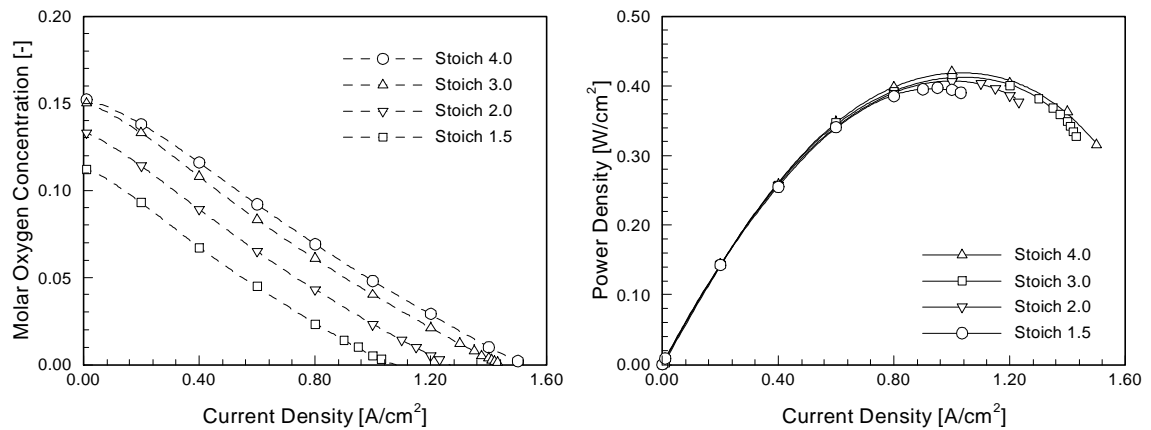 0.20
0.15
0.10
0.05
0.00
Molar Oxygen Concentration [-]
Stoich 4.0
Stoich 3.0
Stoich 2.0
Stoich 1.5
0.00 0.40 0.80 1.20 1.60
Current Density [A/cm²]
0.50
0.40
0.30
0.20
0.10
0.00
Power Density [W/cm²]
Stoich 4.0
Stoich 3.0
Stoich 2.0
Stoich 1.5
0.00 0.40 0.80 1.20 1.60
Current Density [A/cm²]